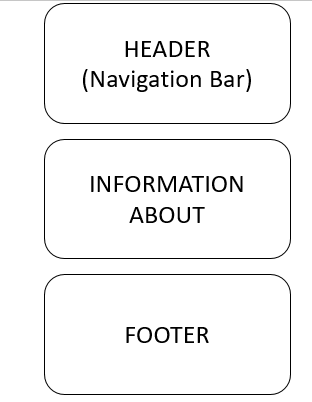 HEADER
(Navigation Bar)
INFORMATION
ABOUT
FOOTER